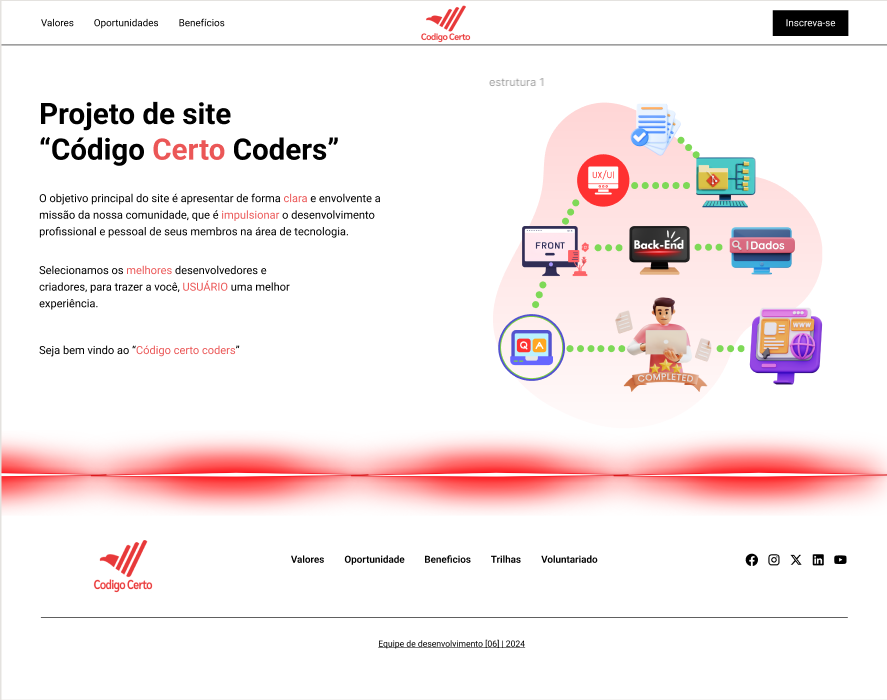 Valores Oportunidades Beneficios
Codigo Certo
Inscreva-se
estrutura 1
Projeto de site
“Código Certo Coders”
O objetivo principal do site é apresentar de forma clara e envolvente a
missão da nossa comunidade, que é impulsionar o desenvolvimento
profissional e pessoal de seus membros na área de tecnologia.
Selecionamos os melhores desenvolvedores e
criadores, para trazer a você, USUÁRIO uma melhor
experiência.
Seja bem vindo ao “Código certo coders”
UX/UI
FRONT
Back-End
Dados
Q A
WWW
COMPLETED
Codigo Certo
Valores Oportunidade Beneficios Trilhas Voluntariado
Equipe de desenvolvimento [06] | 2024